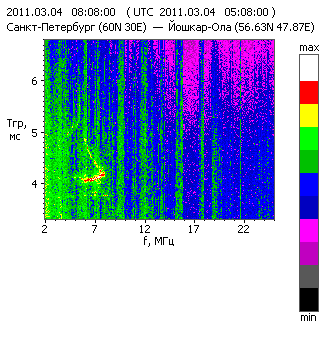 2011.03.04 08:08:00 (UTC 2011.03.04 05:08:00)
Санкт-Петербург (60N 30E) — Йошкар-Ола (56.63N 47.87E)
max
6
Tгр,
мс
5
4
2 7 12 17 22
f, МГц
min